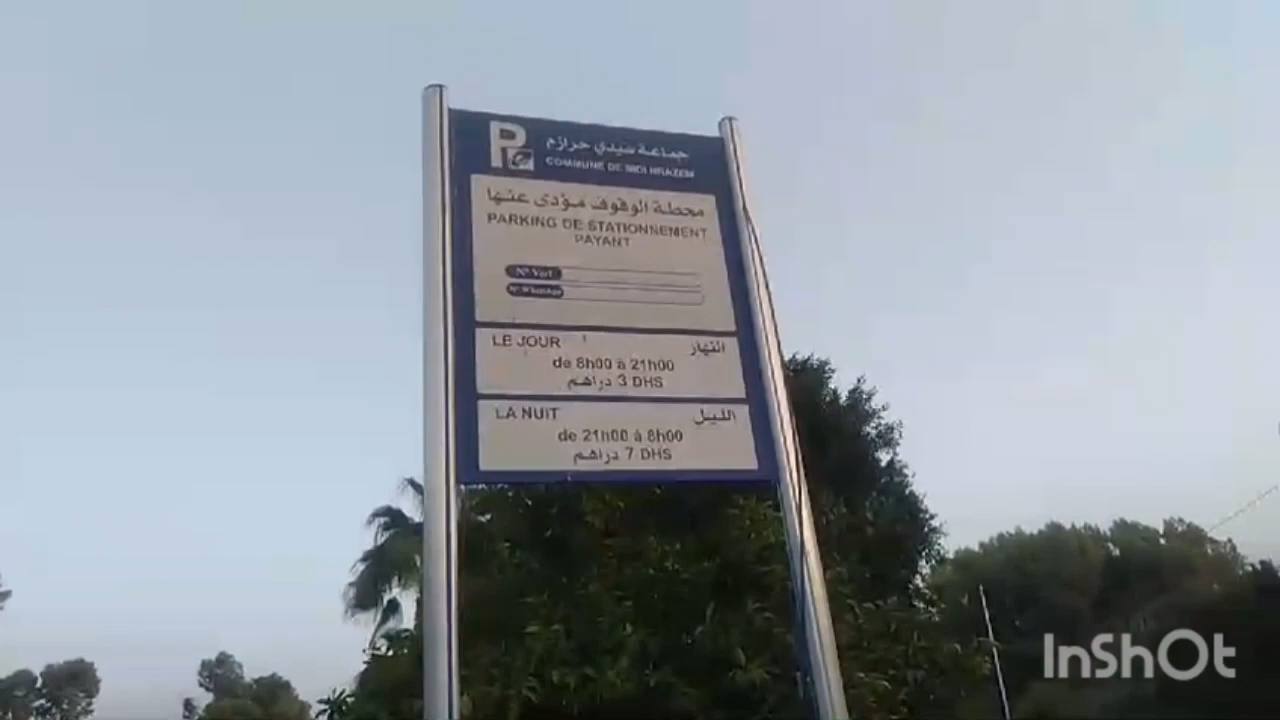 P
جماعة سيدي حرازم
COMMUNE DE SIDI HRAZEM
محطة الوقوف مؤدى عنها
PARKING DE STATIONNEMENT
PAYANT
N° Vert
N° WhatsApp
LE JOUR النهار
de 8h00 à 21h00
3 DHS دراهم
LA NUIT الليل
de 21h00 à 8h00
7 DHS دراهم
InShOt